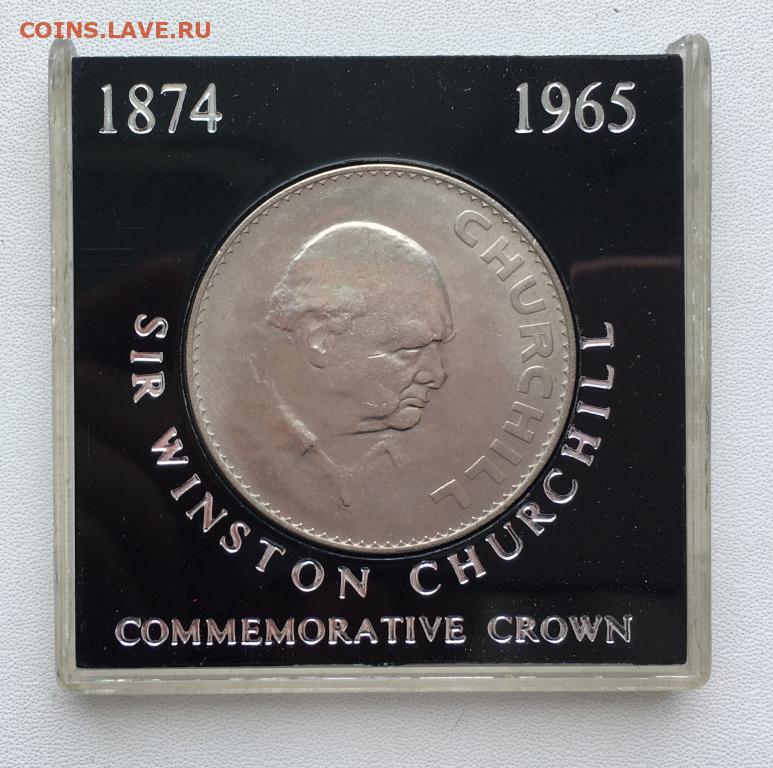 COINS.LAVE.RU
1874 1965
CHURCHILL
SIR WINSTON CHURCHILL
COMMEMORATIVE CROWN